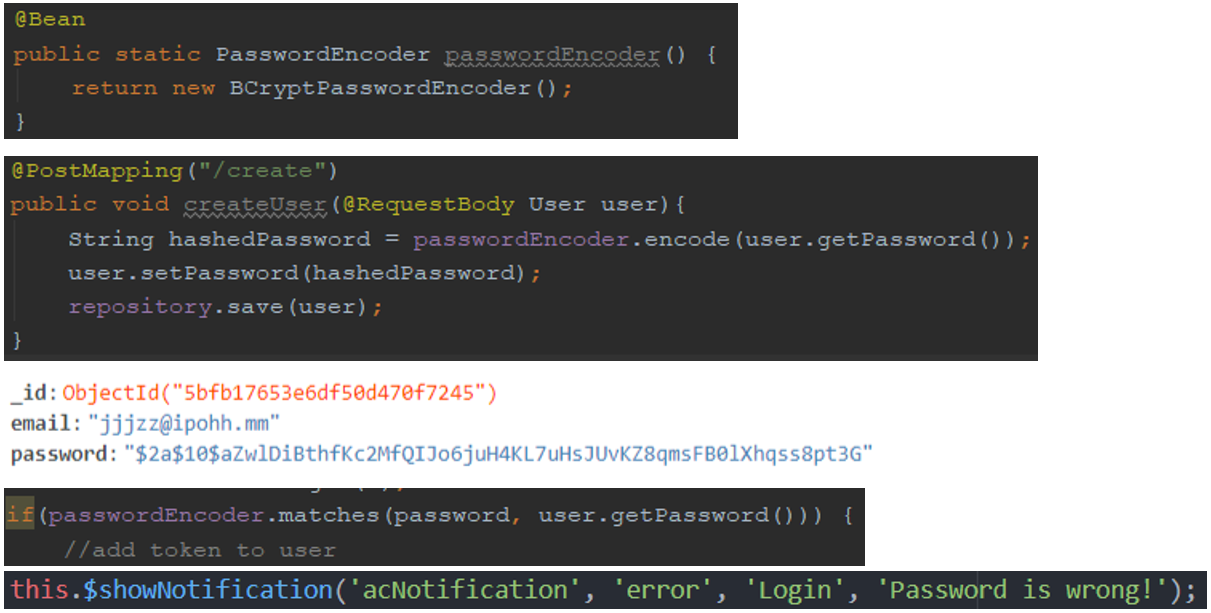 @Bean
public static PasswordEncoder passwordEncoder() {
return new BCryptPasswordEncoder();
}
@PostMapping("/create")
public void createUser(@RequestBody User user){
String hashedPassword = passwordEncoder.encode(user.getPassword());
user.setPassword(hashedPassword);
repository.save(user);
}
_id: ObjectId("5bfb17653e6df50d470f7245")
email: "jjjzz@ipohh.mm"
password: "$2a$10$aZwlDiBthfKc2MfQIJo6juH4KL7uHsJUvKZ8qmsFB0lXhqss8pt3G"
if(passwordEncoder.matches(password, user.getPassword())) {
//add token to user
this.$showNotification('acNotification', 'error', 'Login', 'Password is wrong!');